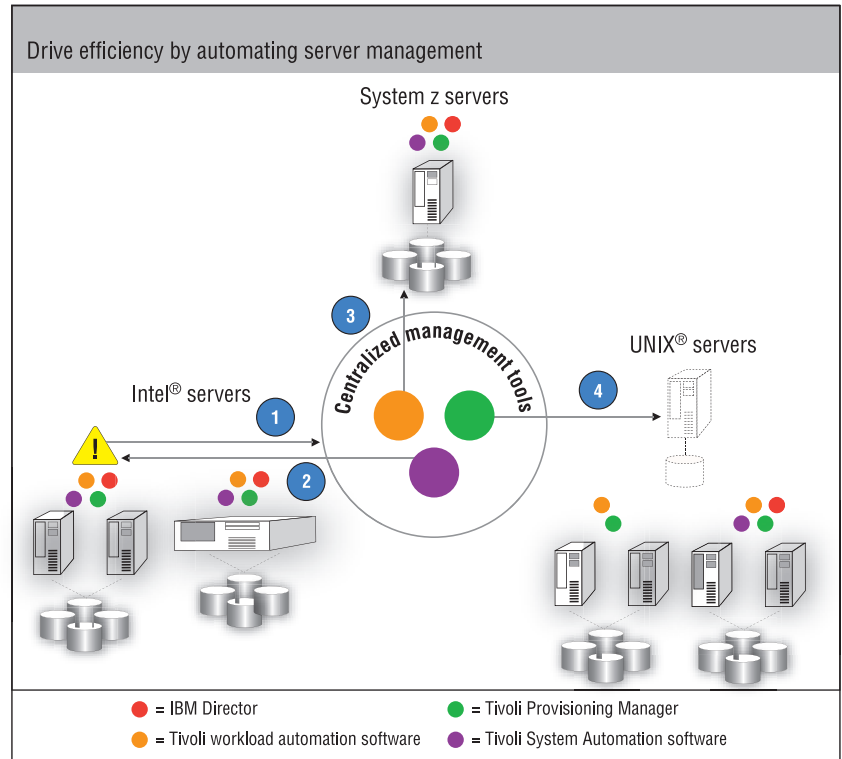 Drive efficiency by automating server management
System z servers
3
Centralized management tools
UNIX® servers
4
Intel® servers
1
!
2
= IBM Director
= Tivoli Provisioning Manager
= Tivoli workload automation software
= Tivoli System Automation software